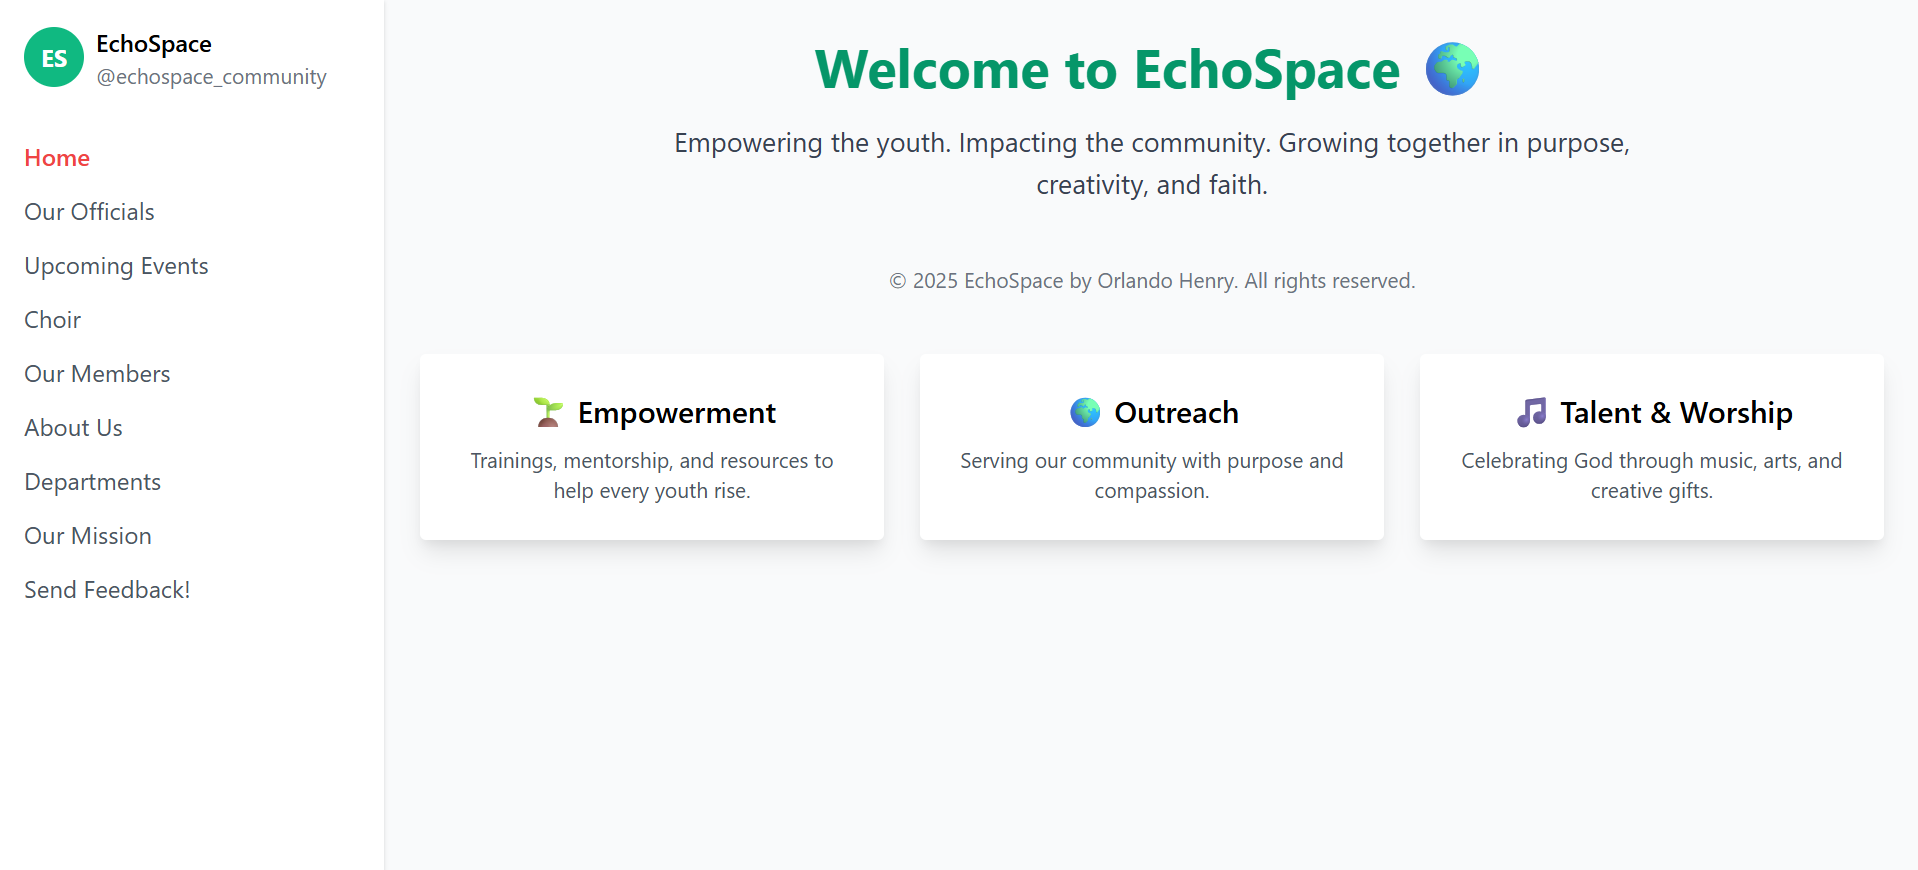 ES
EchoSpace
@echospace_community
Home
Our Officials
Upcoming Events
Choir
Our Members
About Us
Departments
Our Mission
Send Feedback!
Welcome to EchoSpace 🌍
Empowering the youth. Impacting the community. Growing together in purpose,
creativity, and faith.
© 2025 EchoSpace by Orlando Henry. All rights reserved.
🌱 Empowerment
Trainings, mentorship, and resources to
help every youth rise.
🌍 Outreach
Serving our community with purpose and
compassion.
🎵 Talent & Worship
Celebrating God through music, arts, and
creative gifts.